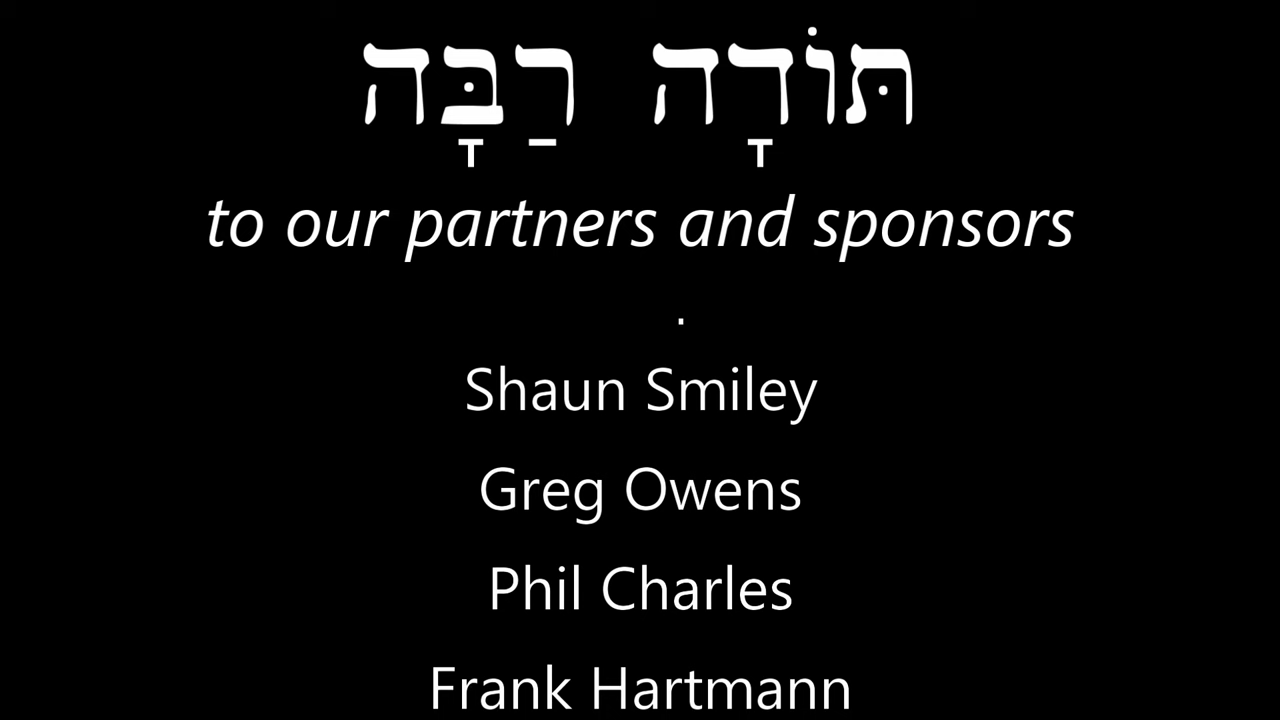 תּוֹדָה רַבָּה
to our partners and sponsors
.
Shaun Smiley
Greg Owens
Phil Charles
Frank Hartmann